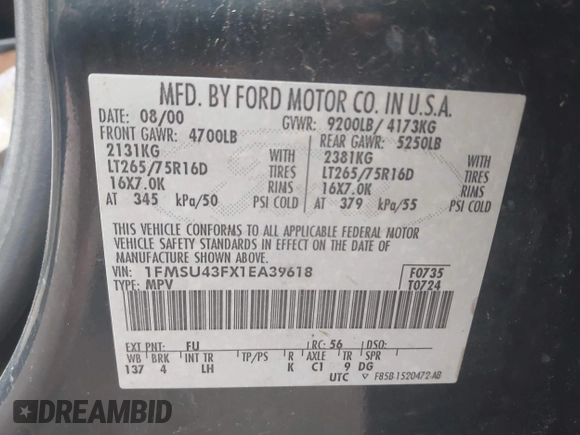 MFD. BY FORD MOTOR CO. IN U.S.A.
DATE: 08/00 GVWR: 9200LB/ 4173KG
FRONT GAWR: 4700LB REAR GAWR: 5250LB
2131KG WITH 2381KG WITH
LT265/75R16D TIRES LT265/75R16D TIRES
16X7.0K RIMS 16X7.0K RIMS
AT 345 kPa/50 PSI COLD AT 379 kPa/55 PSI COLD
THIS VEHICLE CONFORMS TO ALL APPLICABLE FEDERAL MOTOR
VEHICLE SAFETY STANDARDS IN EFFECT ON THE DATE OF
MANUFACTURE SHOWN ABOVE.
VIN: 1FMSU43FX1EA39618 F0735
TYPE: MPV T0724
EXT PNT: FU RC: 56 DSO:
WB BRK INT TR TP/PS R AXLE TR SPR
137 4 LH K C1 9 DG
UTC F85B-1520472-AB
DREAMBID